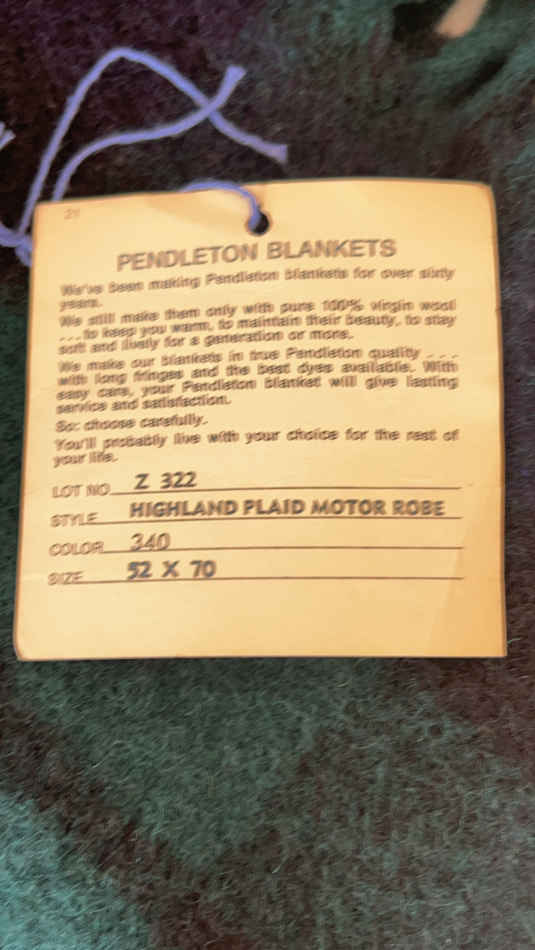 21
PENDLETON BLANKETS
We've been making Pendleton blankets for over sixty
years.
We still make them only with pure 100% virgin wool
. . . to keep you warm, to maintain their beauty, to stay
soft and lively for a generation or more.
We make our blankets in true Pendleton quality . . .
with long fringes and the best dyes available. With
easy care, your Pendleton blanket will give lasting
service and satisfaction.
So: choose carefully.
You'll probably live with your choice for the rest of
your life.
LOT NO. Z 322
STYLE HIGHLAND PLAID MOTOR ROBE
COLOR 340
SIZE 52 X 70